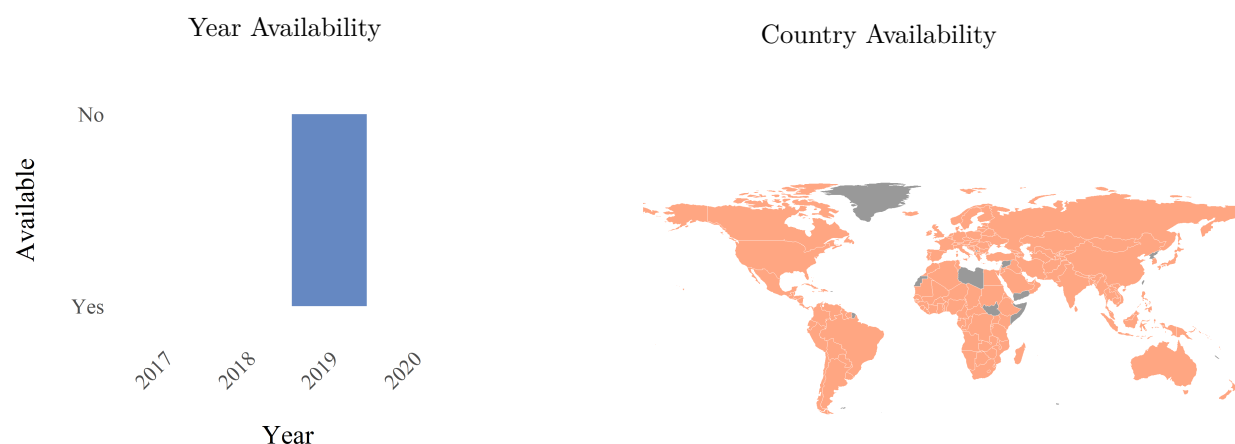 Year Availability
Country Availability
No
Available
Yes
2017
2018
2019
2020
Year